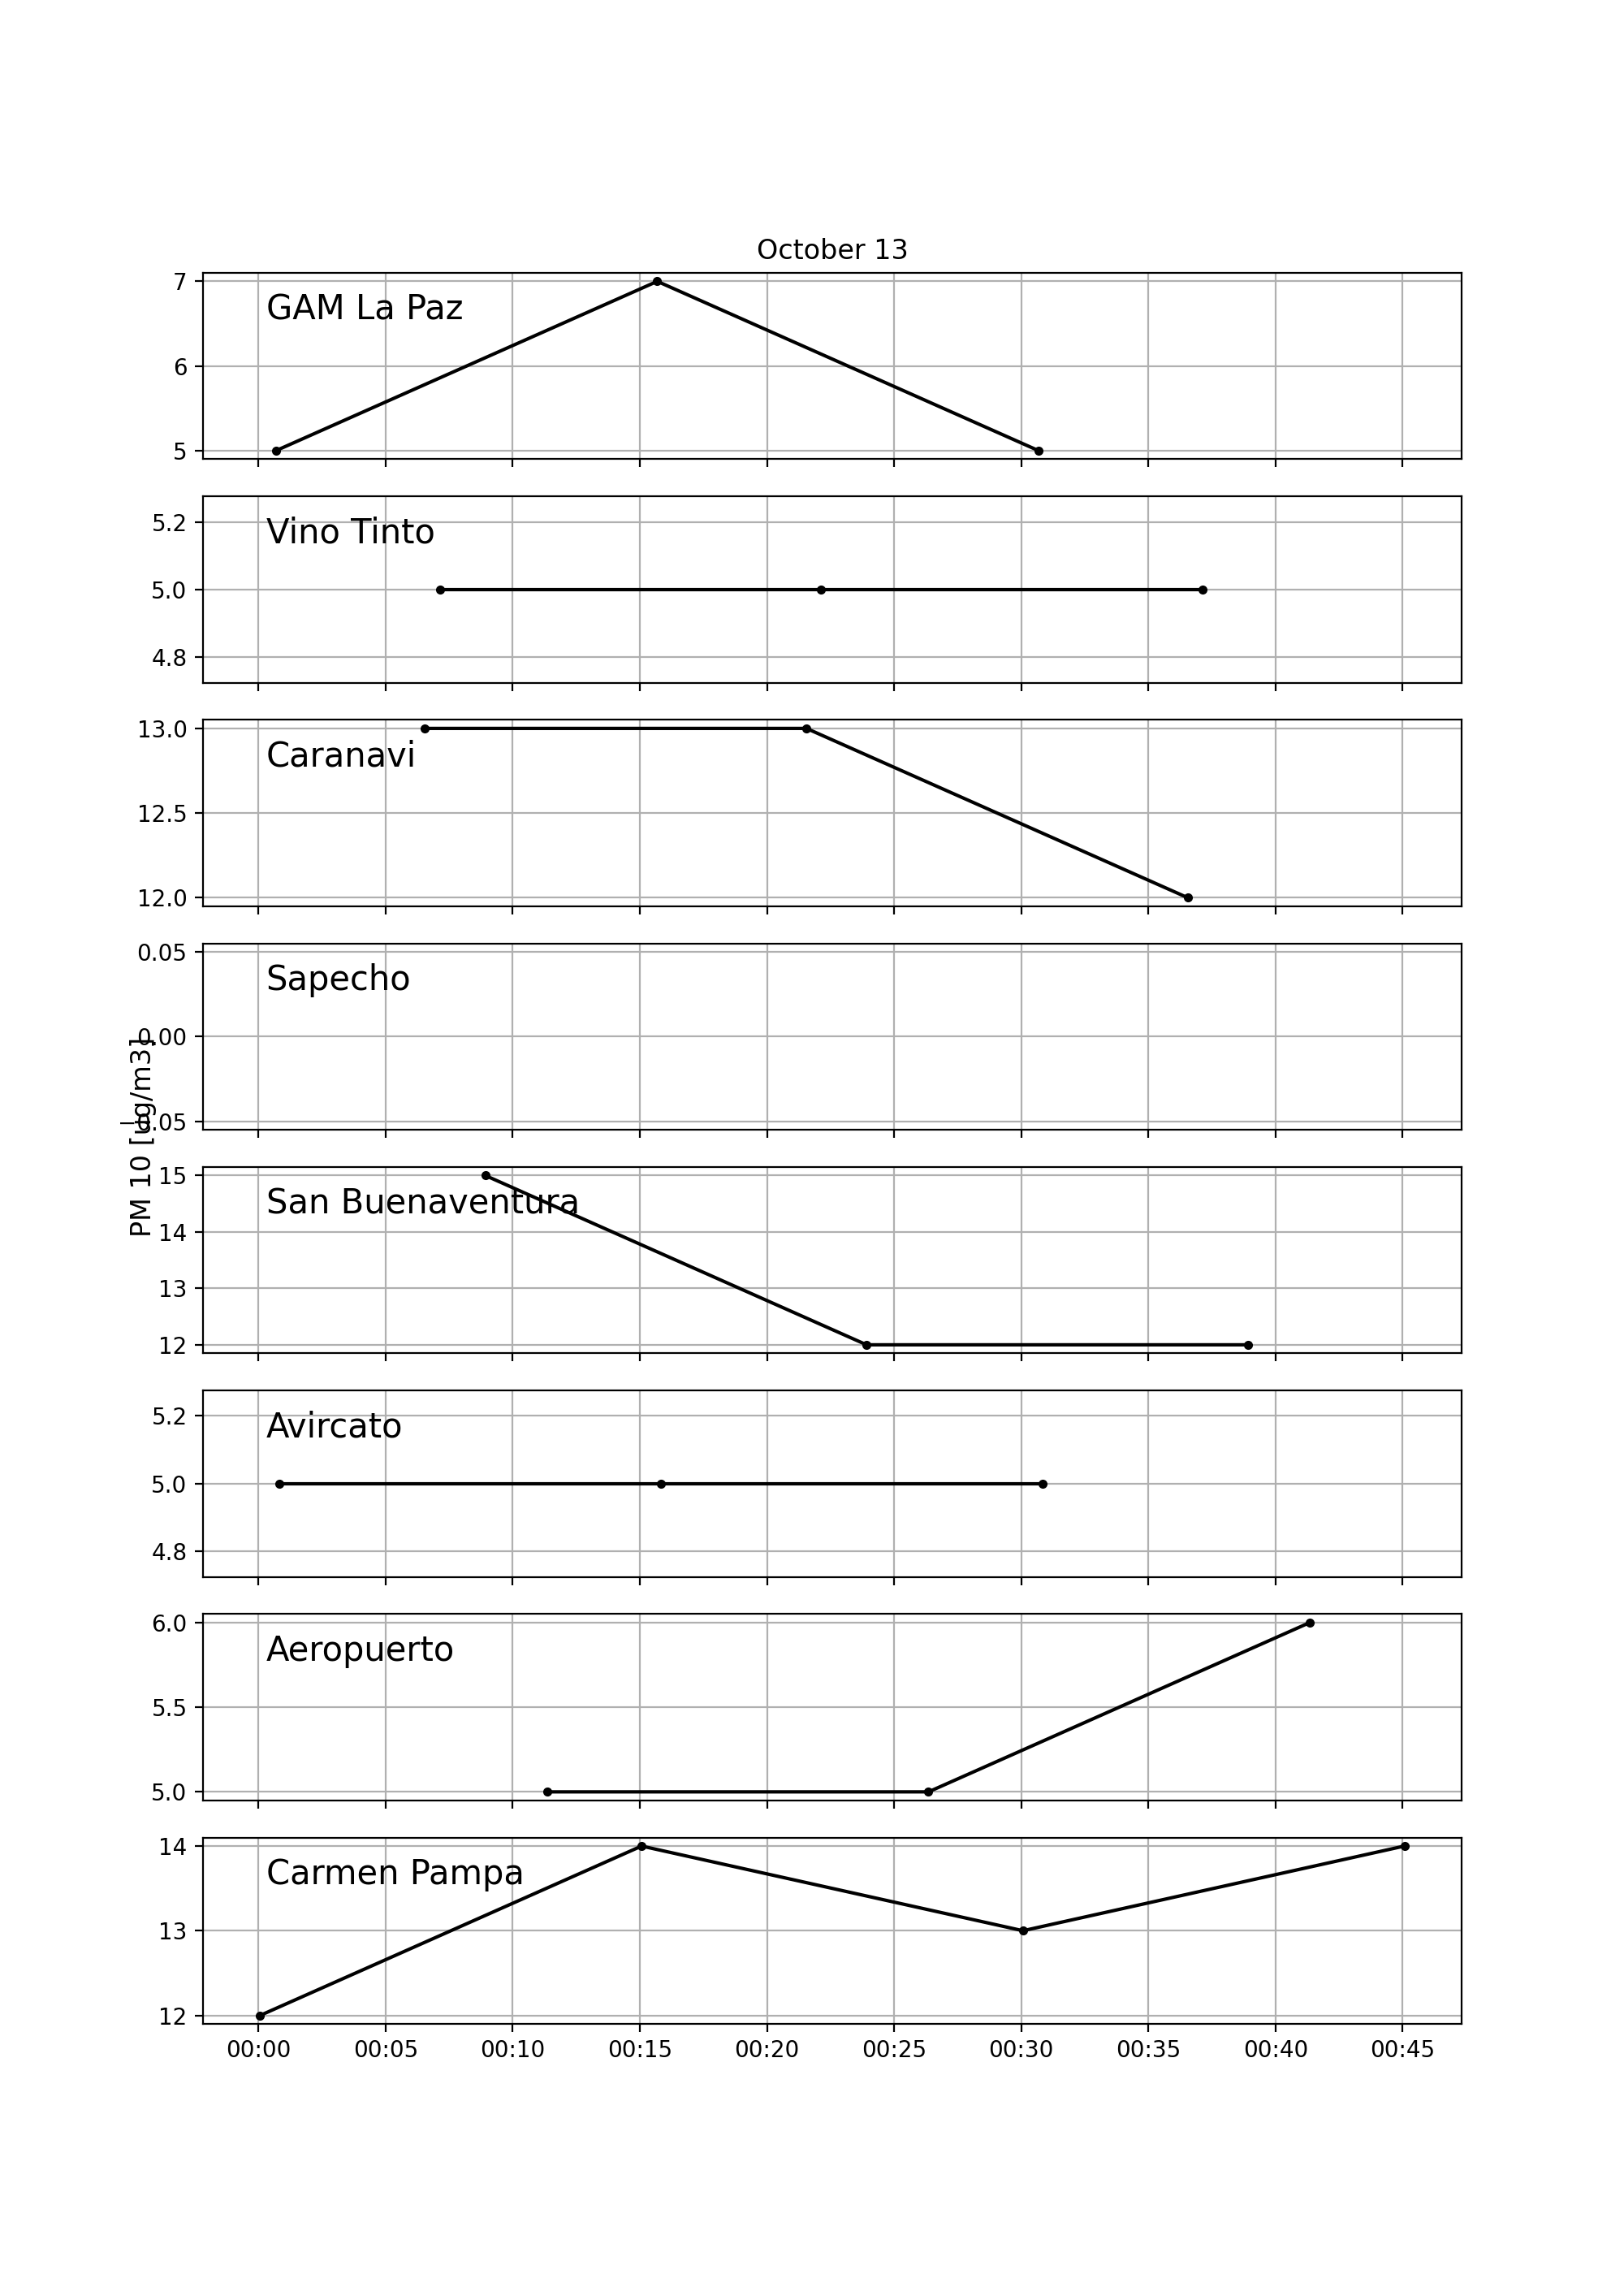 October 13
7
GAM La Paz
6
5
5.2
Vino Tinto
5.0
4.8
13.0
Caranavi
12.5
12.0
0.05
Sapecho
0.00
−0.05
PM 10 [ug/m3]
15
San Buenaventura
14
13
12
5.2
Avircato
5.0
4.8
6.0
Aeropuerto
5.5
5.0
14
Carmen Pampa
13
12
00:00 00:05 00:10 00:15 00:20 00:25 00:30 00:35 00:40 00:45